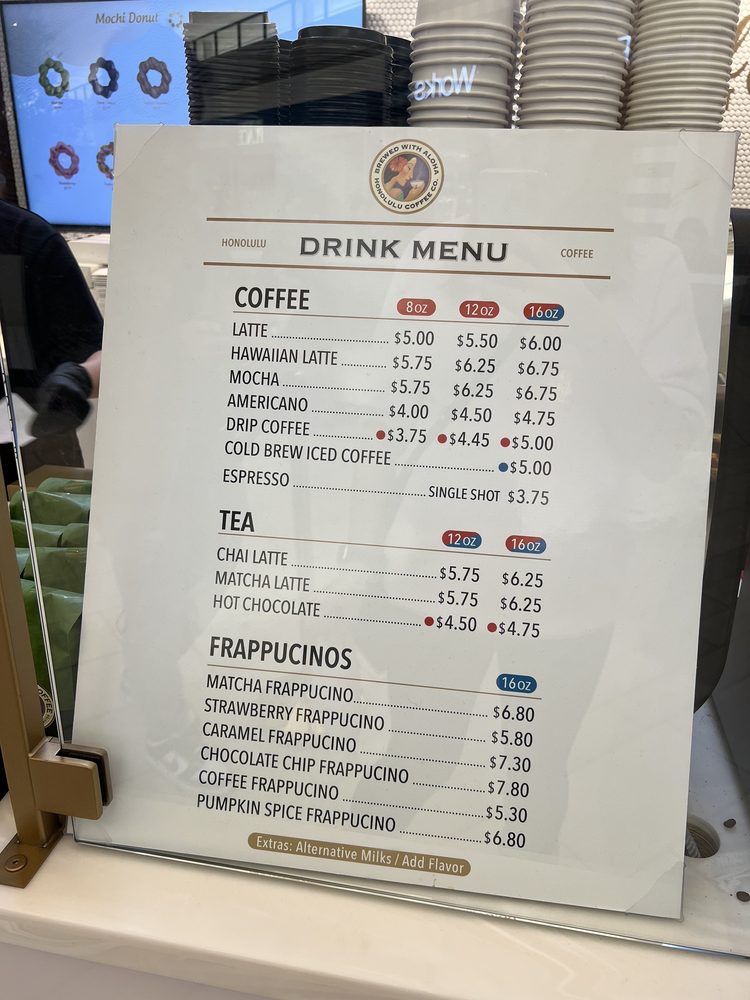 Mochi Donut
Works
BREWED WITH ALOHA
HONOLULU COFFEE CO.
HONOLULU DRINK MENU COFFEE
COFFEE 8oz 12oz 16oz
LATTE $5.00 $5.50 $6.00
HAWAIIAN LATTE $5.75 $6.25 $6.75
MOCHA $5.75 $6.25 $6.75
AMERICANO $4.00 $4.50 $4.75
DRIP COFFEE $3.75 $4.45 $5.00
COLD BREW ICED COFFEE $5.00
ESPRESSO SINGLE SHOT $3.75
TEA 12oz 16oz
CHAI LATTE $5.75 $6.25
MATCHA LATTE $5.75 $6.25
HOT CHOCOLATE $4.50 $4.75
FRAPPUCINOS 16oz
MATCHA FRAPPUCINO $6.80
STRAWBERRY FRAPPUCINO $5.80
CARAMEL FRAPPUCINO $7.30
CHOCOLATE CHIP FRAPPUCINO $7.80
COFFEE FRAPPUCINO $5.30
PUMPKIN SPICE FRAPPUCINO $6.80
Extras: Alternative Milks / Add Flavor